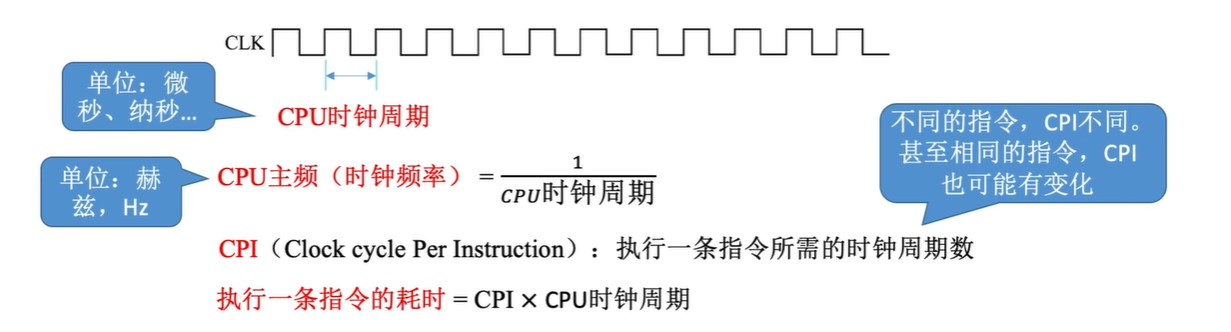 CLK
单位：微
秒、纳秒...
CPU时钟周期
不同的指令，CPI不同。
甚至相同的指令，CPI
也可能有变化
单位：赫
兹，Hz
CPU主频（时钟频率）= 1 / CPU时钟周期
CPI（Clock cycle Per Instruction）：执行一条指令所需的时钟周期数
执行一条指令的耗时 = CPI × CPU时钟周期